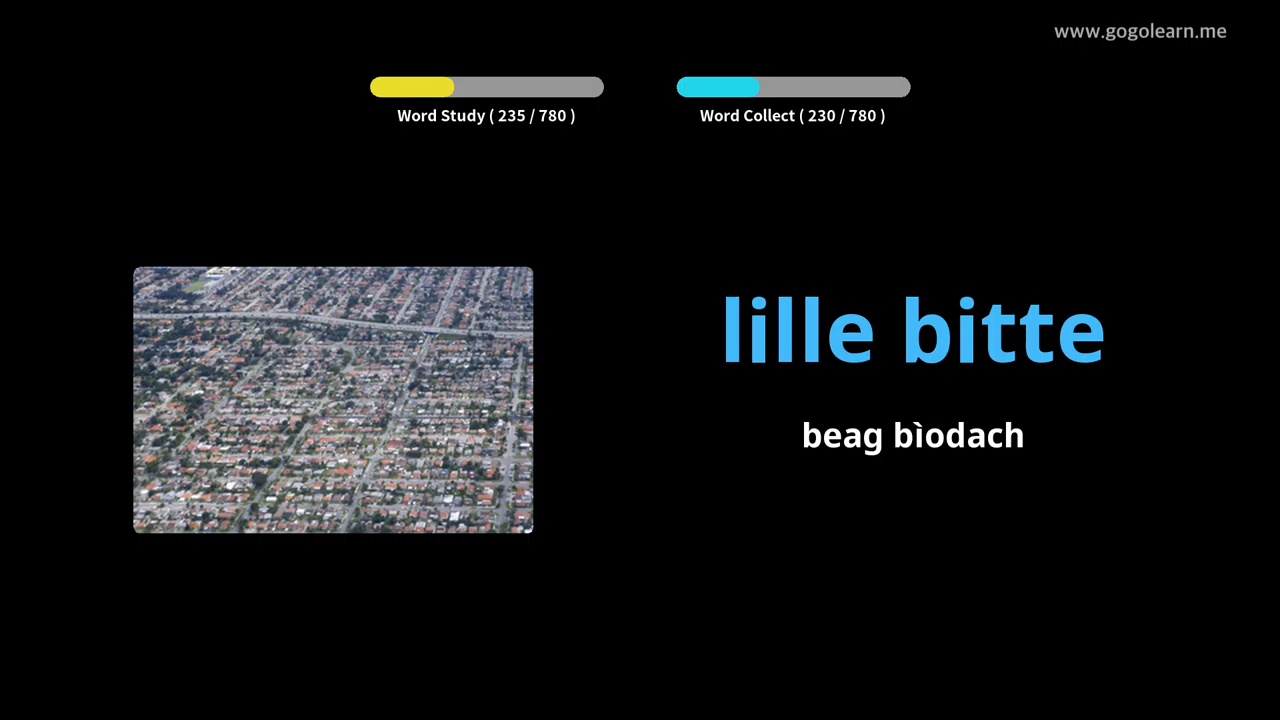 www.gogolearn.me
Word Study ( 235 / 780 )
Word Collect ( 230 / 780 )
lille bitte
beag bìodach